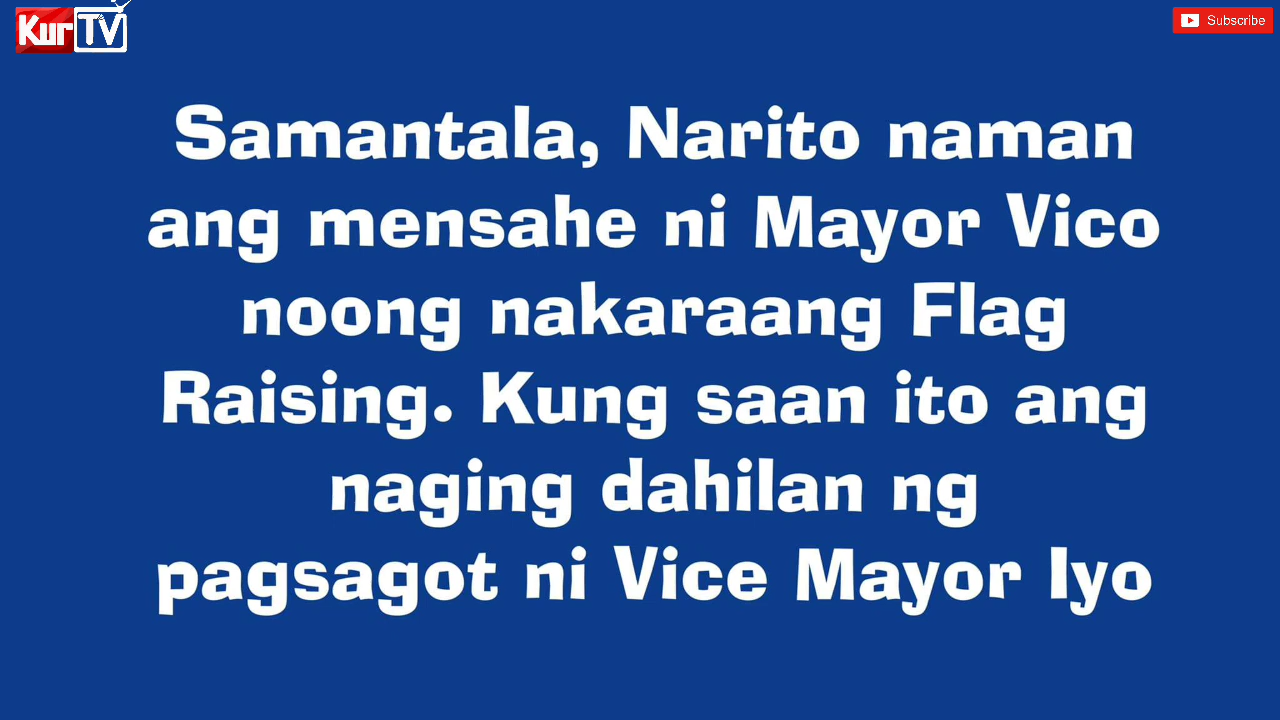 KurTV
Subscribe
Samantala, Narito naman
ang mensahe ni Mayor Vico
noong nakaraang Flag
Raising. Kung saan ito ang
naging dahilan ng
pagsagot ni Vice Mayor Iyo